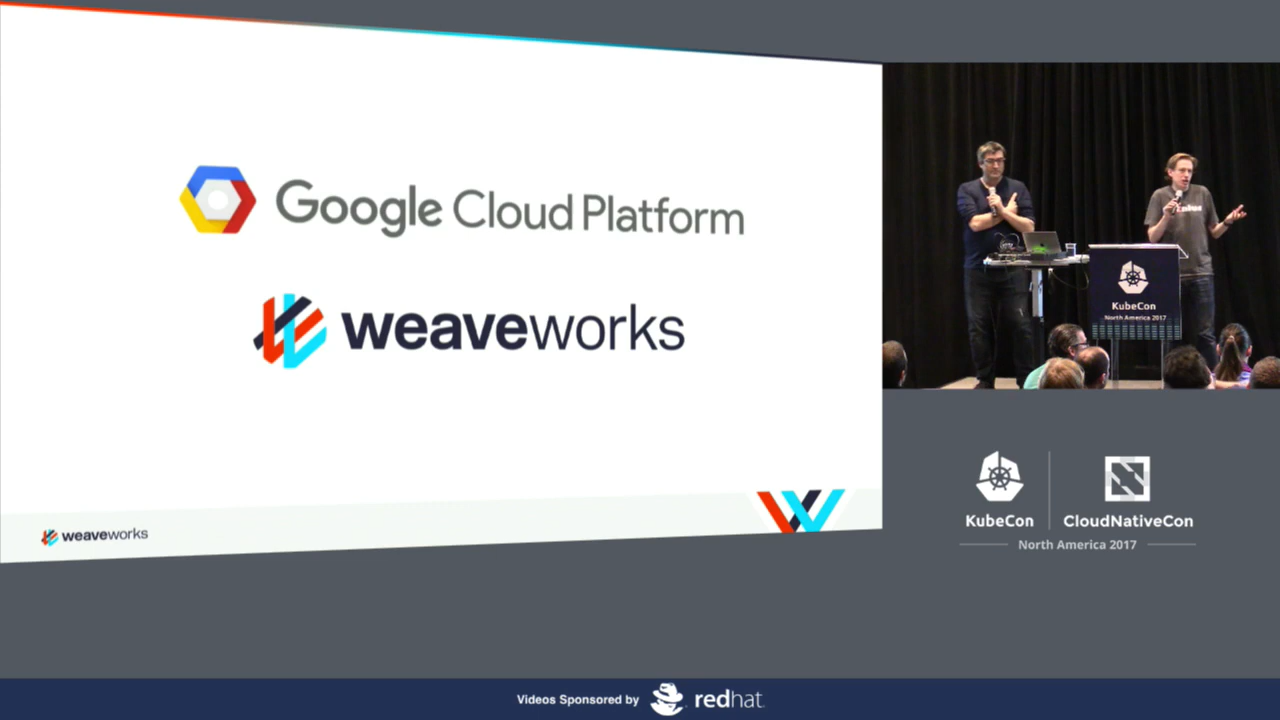 Google Cloud Platform
weaveworks
weaveworks
KubeCon
North America 2017
KubeCon
CloudNativeCon
North America 2017
Videos Sponsored by redhat.